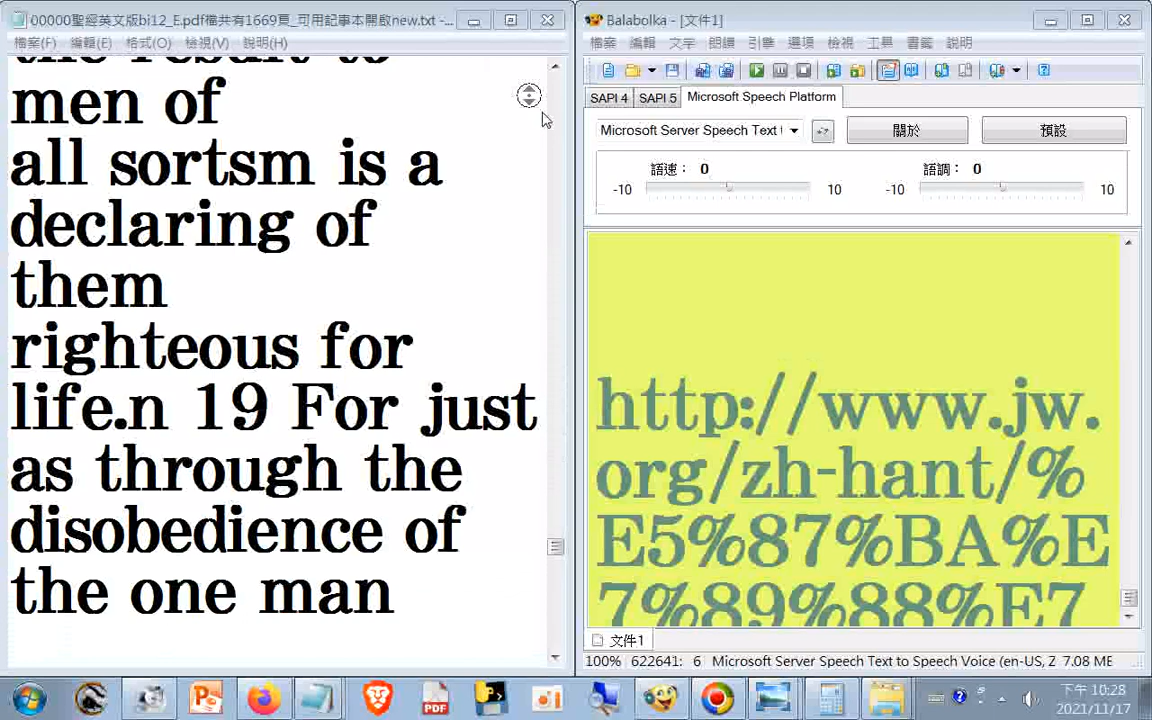 00000聖經英文版bi12_E.pdf檔共有1669頁_可用記事本開啟new.txt -...
檔案(F) 編輯(E) 格式(O) 檢視(V) 說明(H)
the result to
men of
all sortsm is a
declaring of
them
righteous for
life.n 19 For just
as through the
disobedience of
the one man
Balabolka - [文件1]
檔案 編輯 文字 朗讀 引擎 選項 檢視 工具 書籤 說明
SAPI 4 SAPI 5 Microsoft Speech Platform
Microsoft Server Speech Text 關於 預設
語速： 0 語調： 0
-10 10 -10 10
http://www.jw.
org/zh-hant/%
E5%87%BA%E
7%89%88%E7
文件1
100% 622641: 6 Microsoft Server Speech Text to Speech Voice (en-US, Z 7.08 ME
下午 10:28
2021/11/17